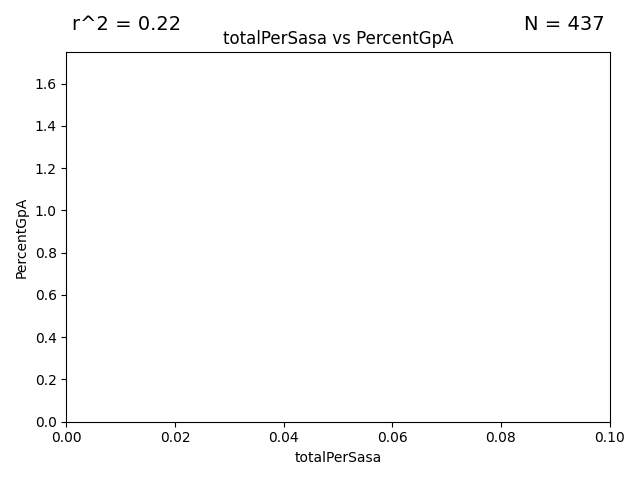 r^2 = 0.22
N = 437
totalPerSasa vs PercentGpA
1.6
1.4
1.2
1.0
0.8
0.6
0.4
0.2
0.0
PercentGpA
0.00 0.02 0.04 0.06 0.08 0.10
totalPerSasa